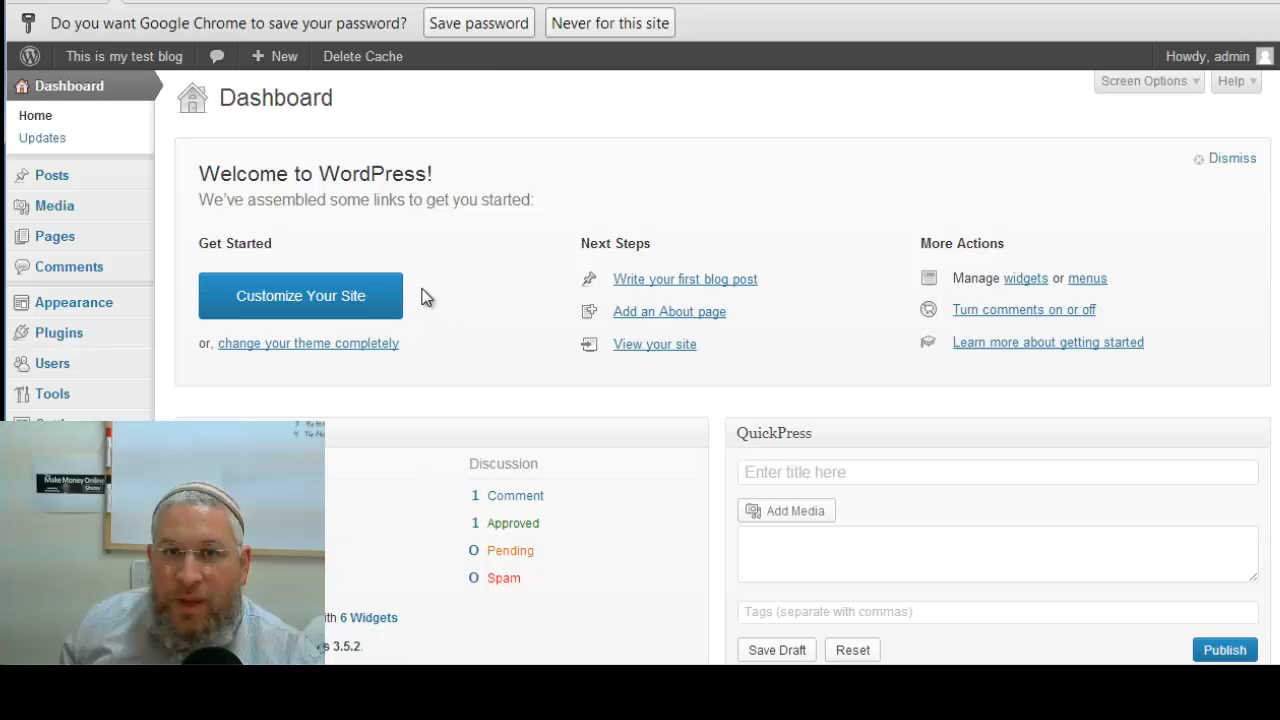 Do you want Google Chrome to save your password? Save password Never for this site
This is my test blog + New Delete Cache Howdy, admin
Dashboard
Home
Updates
Posts
Media
Pages
Comments
Appearance
Plugins
Users
Tools
Dashboard
Screen Options Help
Welcome to WordPress!
Dismiss
We've assembled some links to get you started:
Get Started
Customize Your Site
or, change your theme completely
Next Steps
Write your first blog post
Add an About page
View your site
More Actions
Manage widgets or menus
Turn comments on or off
Learn more about getting started
Discussion
1 Comment
1 Approved
0 Pending
0 Spam
6 Widgets
3.5.2.
QuickPress
Enter title here
Add Media
Tags (separate with commas)
Save Draft Reset Publish
Make Money Online
Show